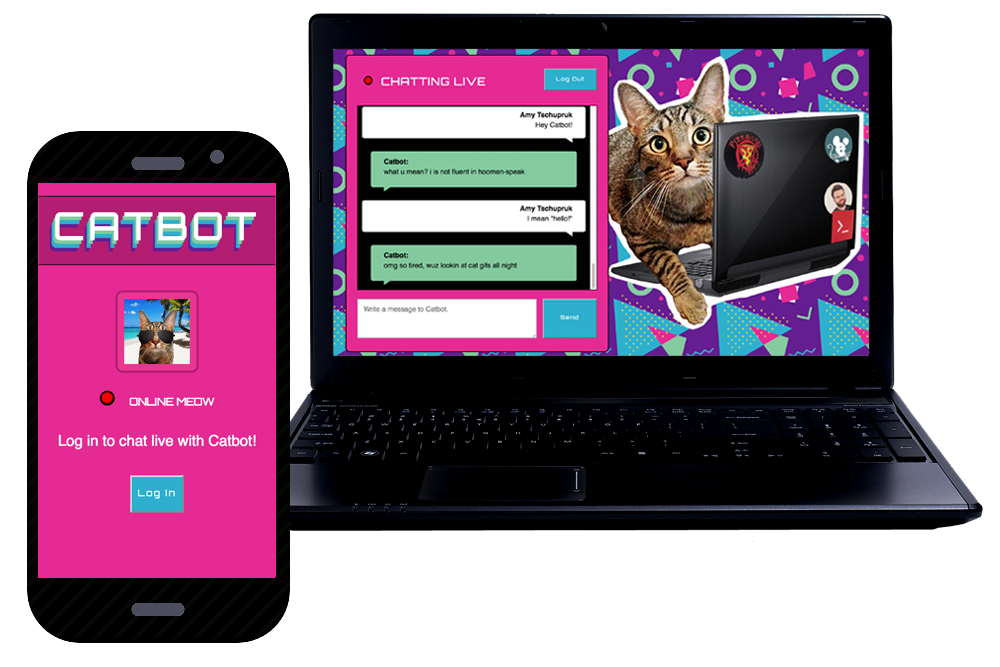 CATBOT
ONLINE MEOW
Log in to chat live with Catbot!
Log In
CHATTING LIVE
Log Out
Amy Tschupruk
Hey Catbot!
Catbot:
what u mean? i is not fluent in hooman-speak
Amy Tschupruk
I mean "hello!"
Catbot:
omg so tired, wuz lookin at cat gifs all night
Write a message to Catbot.
Send